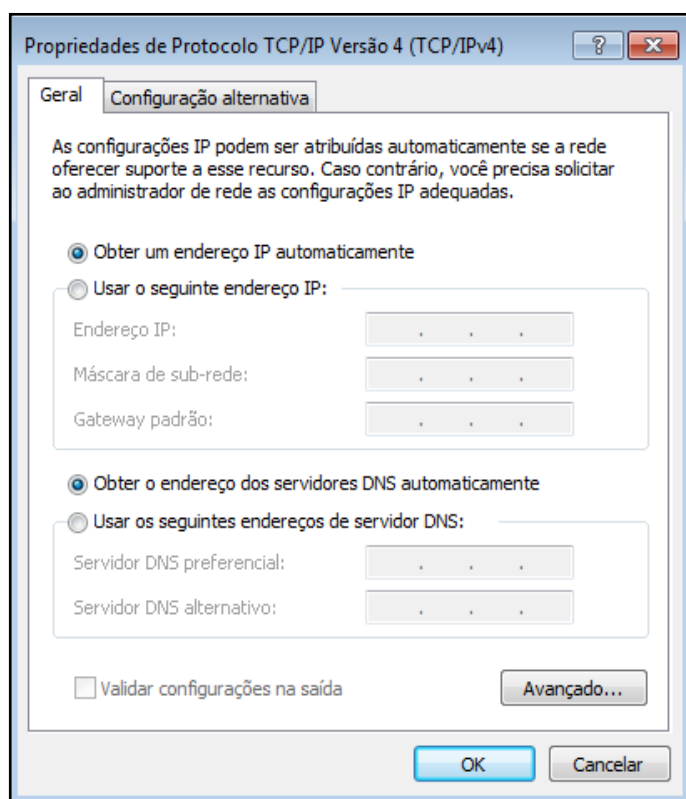 Propriedades de Protocolo TCP/IP Versão 4 (TCP/IPv4)
Geral
Configuração alternativa
As configurações IP podem ser atribuídas automaticamente se a rede
oferecer suporte a esse recurso. Caso contrário, você precisa solicitar
ao administrador de rede as configurações IP adequadas.
Obter um endereço IP automaticamente
Usar o seguinte endereço IP:
Endereço IP:
Máscara de sub-rede:
Gateway padrão:
Obter o endereço dos servidores DNS automaticamente
Usar os seguintes endereços de servidor DNS:
Servidor DNS preferencial:
Servidor DNS alternativo:
Validar configurações na saída
Avançado...
OK
Cancelar